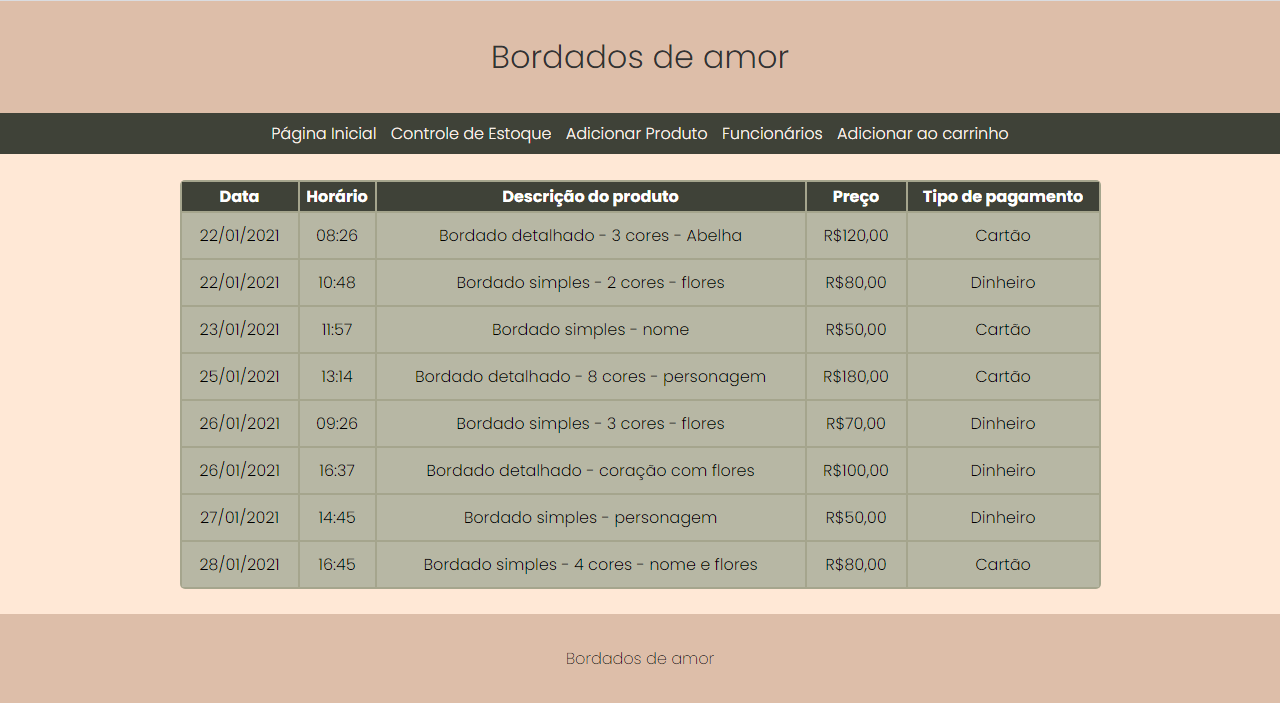 Bordados de amor
Página Inicial Controle de Estoque Adicionar Produto Funcionários Adicionar ao carrinho
Data Horário Descrição do produto Preço Tipo de pagamento
22/01/2021 08:26 Bordado detalhado - 3 cores - Abelha R$120,00 Cartão
22/01/2021 10:48 Bordado simples - 2 cores - flores R$80,00 Dinheiro
23/01/2021 11:57 Bordado simples - nome R$50,00 Cartão
25/01/2021 13:14 Bordado detalhado - 8 cores - personagem R$180,00 Cartão
26/01/2021 09:26 Bordado simples - 3 cores - flores R$70,00 Dinheiro
26/01/2021 16:37 Bordado detalhado - coração com flores R$100,00 Dinheiro
27/01/2021 14:45 Bordado simples - personagem R$50,00 Dinheiro
28/01/2021 16:45 Bordado simples - 4 cores - nome e flores R$80,00 Cartão
Bordados de amor